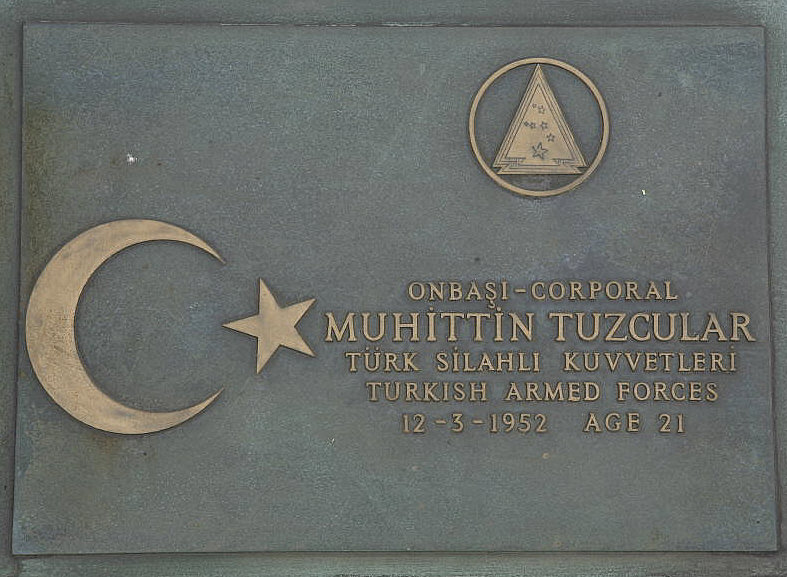 ONBAŞI-CORPORAL
MUHİTTİN TUZCULAR
TÜRK SİLAHLI KUVVETLERİ
TURKISH ARMED FORCES
12-3-1952 AGE 21